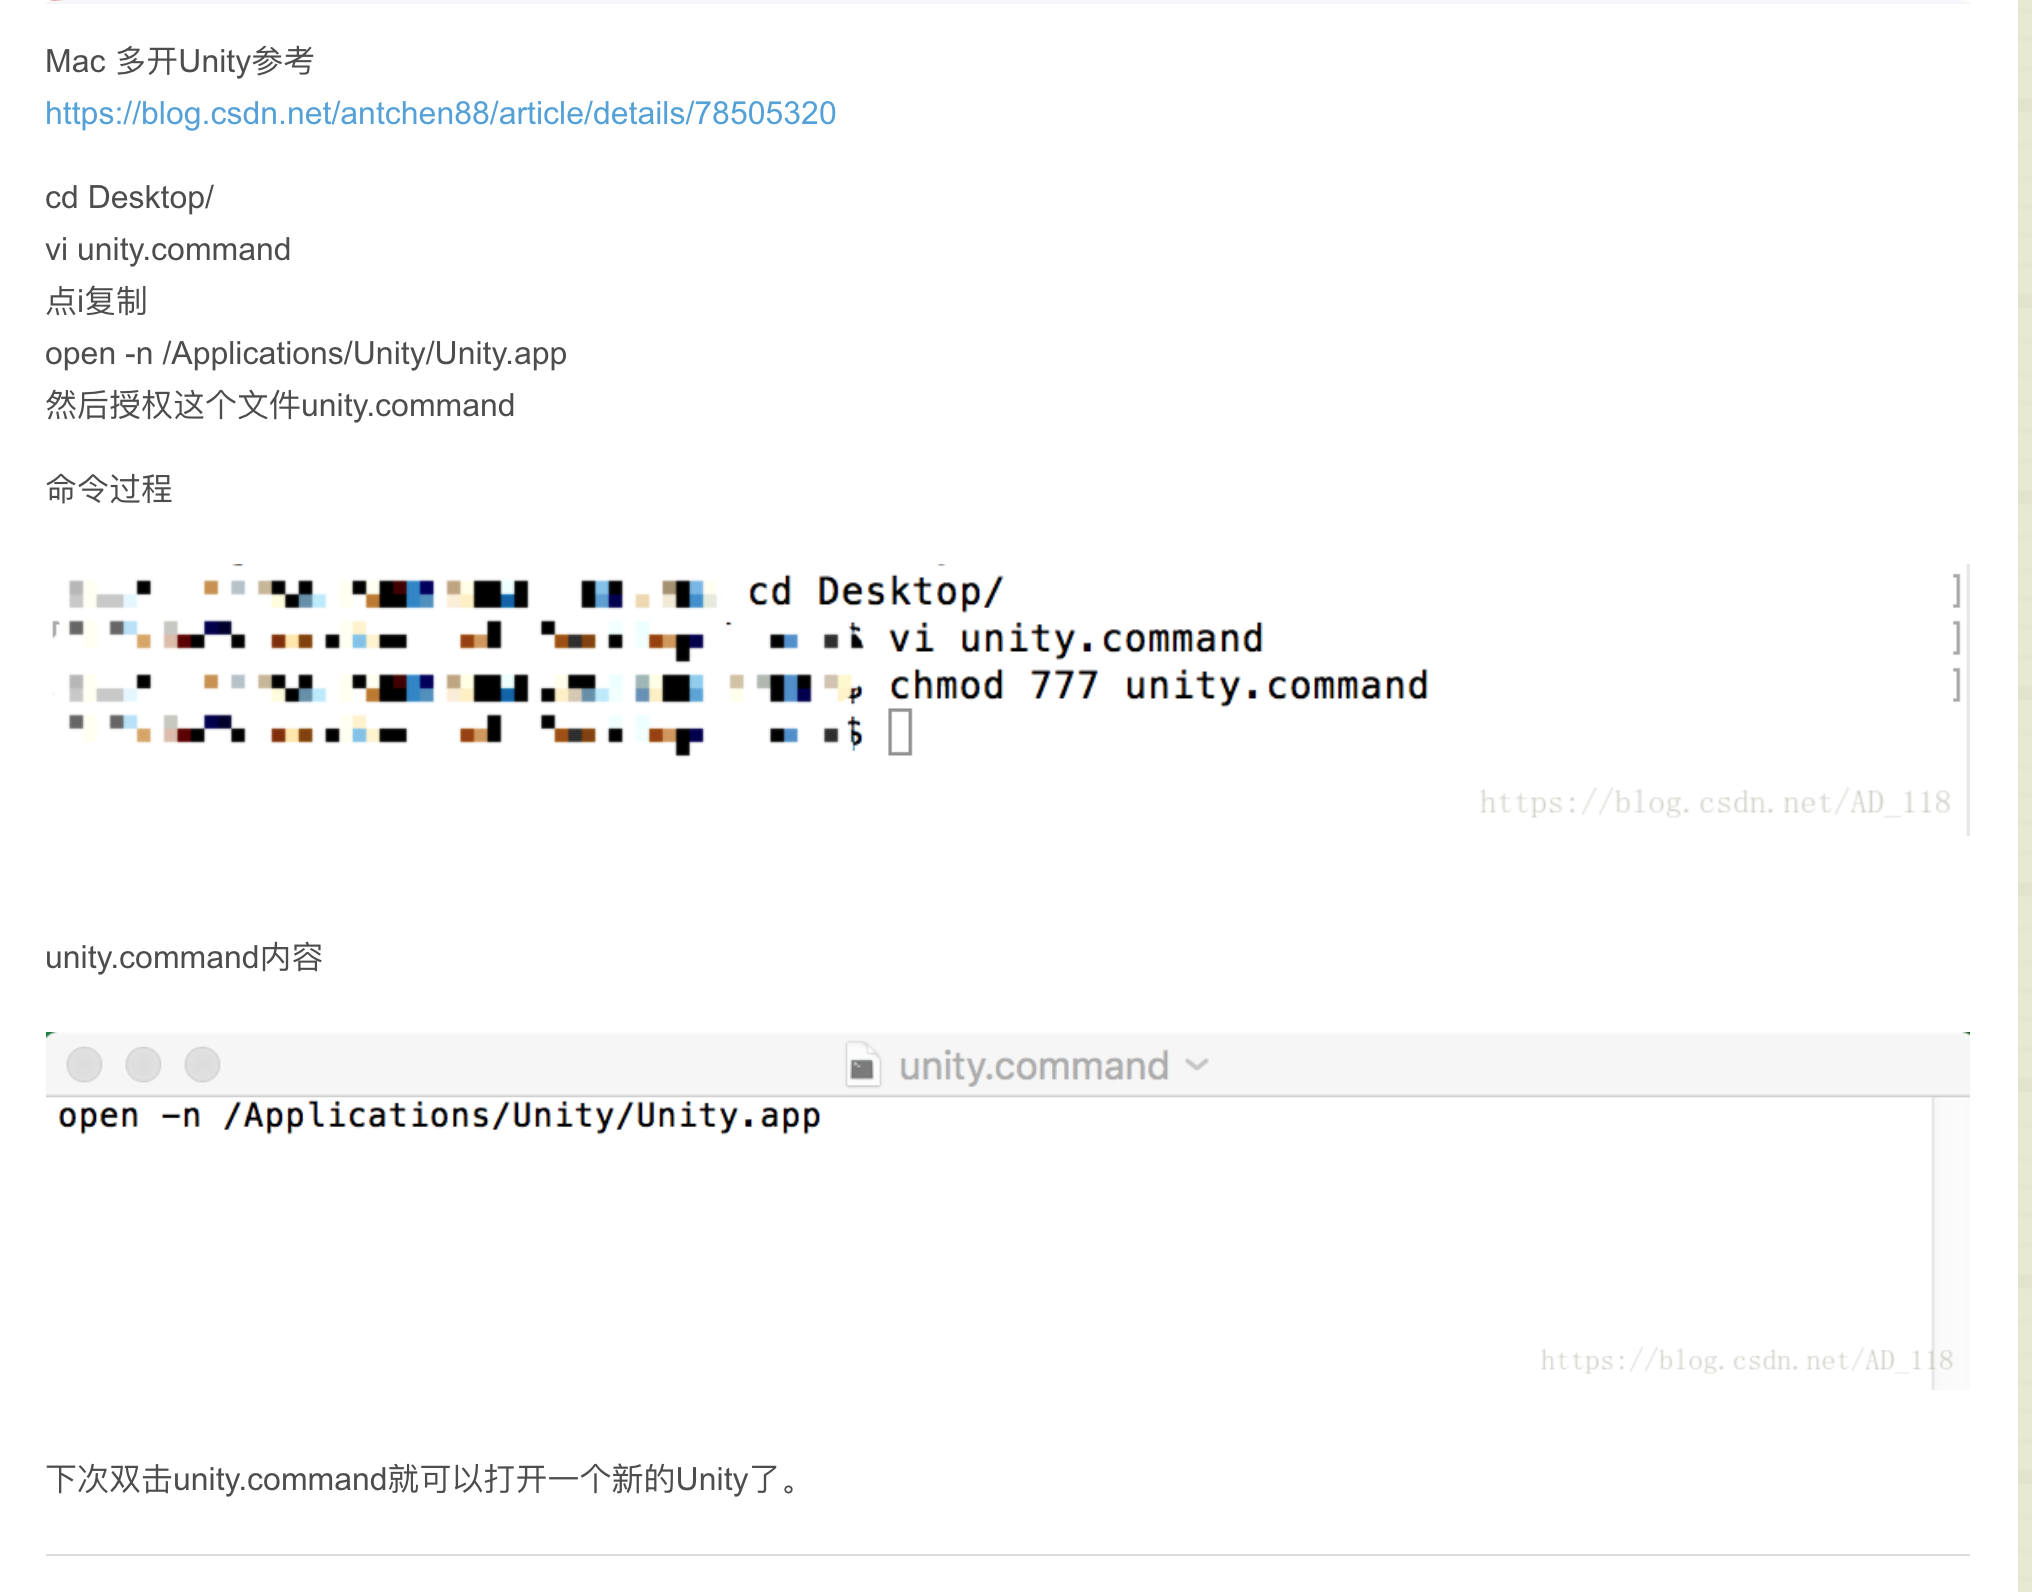 Mac 多开Unity参考
https://blog.csdn.net/antchen88/article/details/78505320
cd Desktop/
vi unity.command
点i复制
open -n /Applications/Unity/Unity.app
然后授权这个文件unity.command
命令过程
cd Desktop/ ]
$ vi unity.command ]
chmod 777 unity.command ]
$
https://blog.csdn.net/AD_118
unity.command内容
unity.command
open -n /Applications/Unity/Unity.app
https://blog.csdn.net/AD_118
下次双击unity.command就可以打开一个新的Unity了。